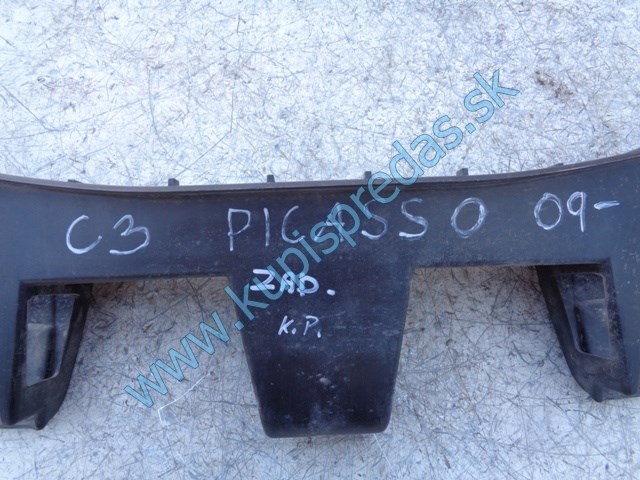 C3 PICASSO 09-
ZAD.
K.P.
www.kupispredas.sk